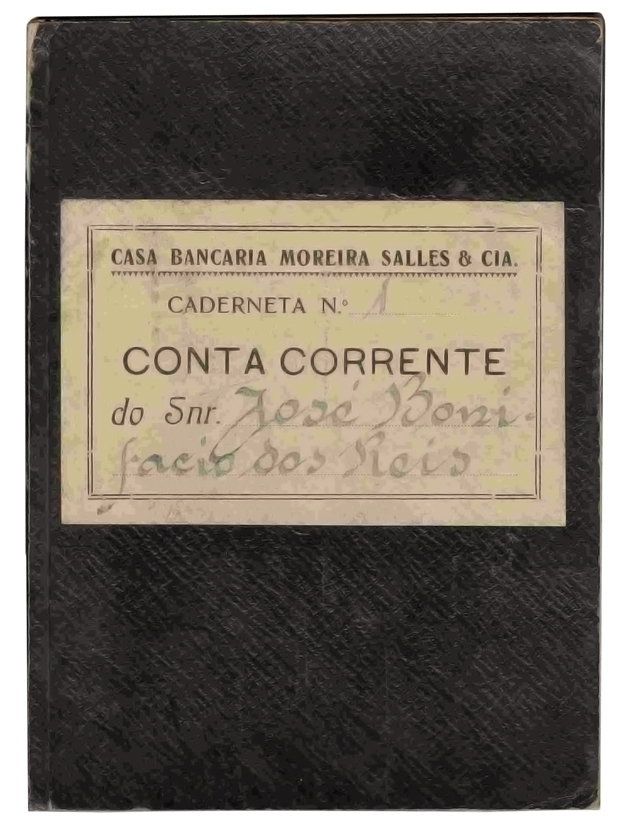 CASA BANCARIA MOREIRA SALLES & CIA.
CADERNETA N.º 1
CONTA CORRENTE
do Snr. José Boni-
facio dos Reis